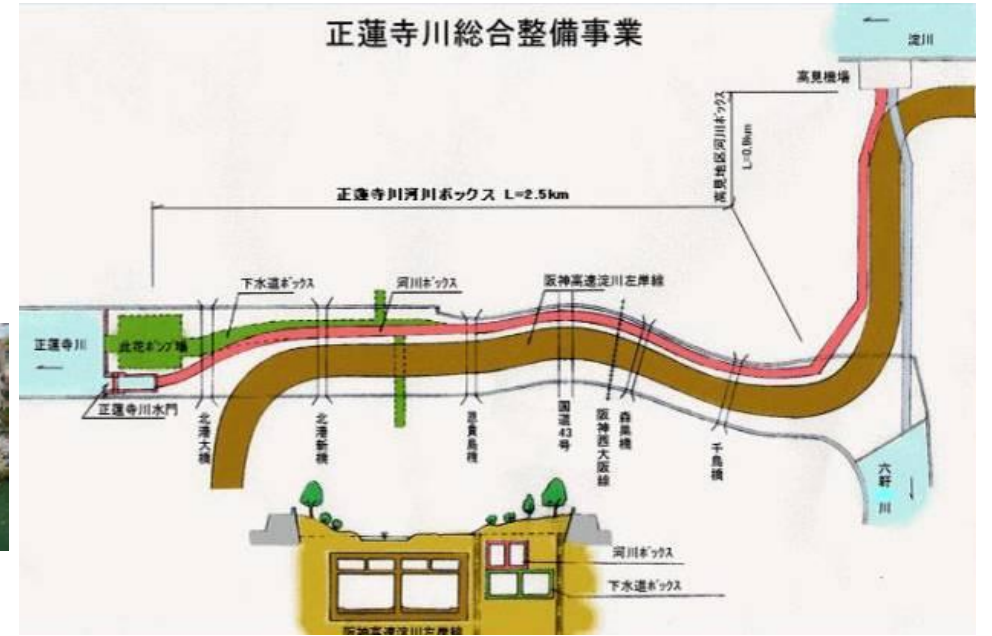 正蓮寺川総合整備事業
淀川
高見機場
高見地区河川ボックス
L=0.8km
正蓮寺川河川ボックス L=2.5km
下水道ボックス
河川ボックス
阪神高速淀川左岸線
正蓮寺川
此花ポンプ場
正蓮寺川水門
北港大橋
北港新橋
恩貴島橋
国道43号
阪神西大阪線
森巣橋
千鳥橋
六軒川
河川ボックス
下水道ボックス
阪神高速淀川左岸線